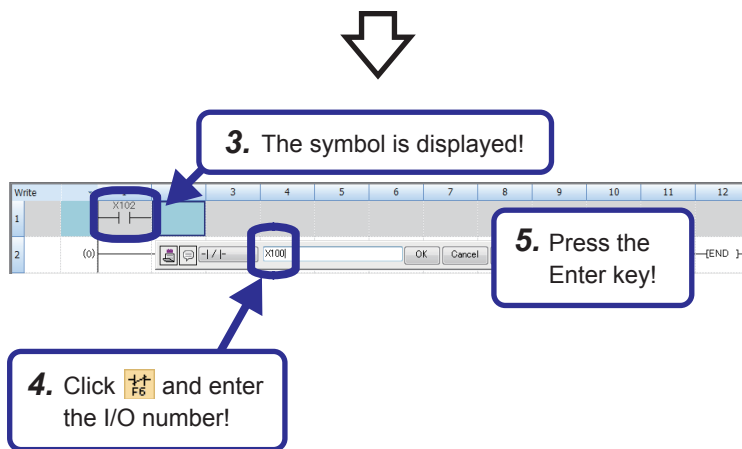 3. The symbol is displayed!
Write 3 4 5 6 7 8 9 10 11 12
X102
1
2 (0) X100 OK Cancel END
5. Press the
Enter key!
4. Click F6 and enter
the I/O number!